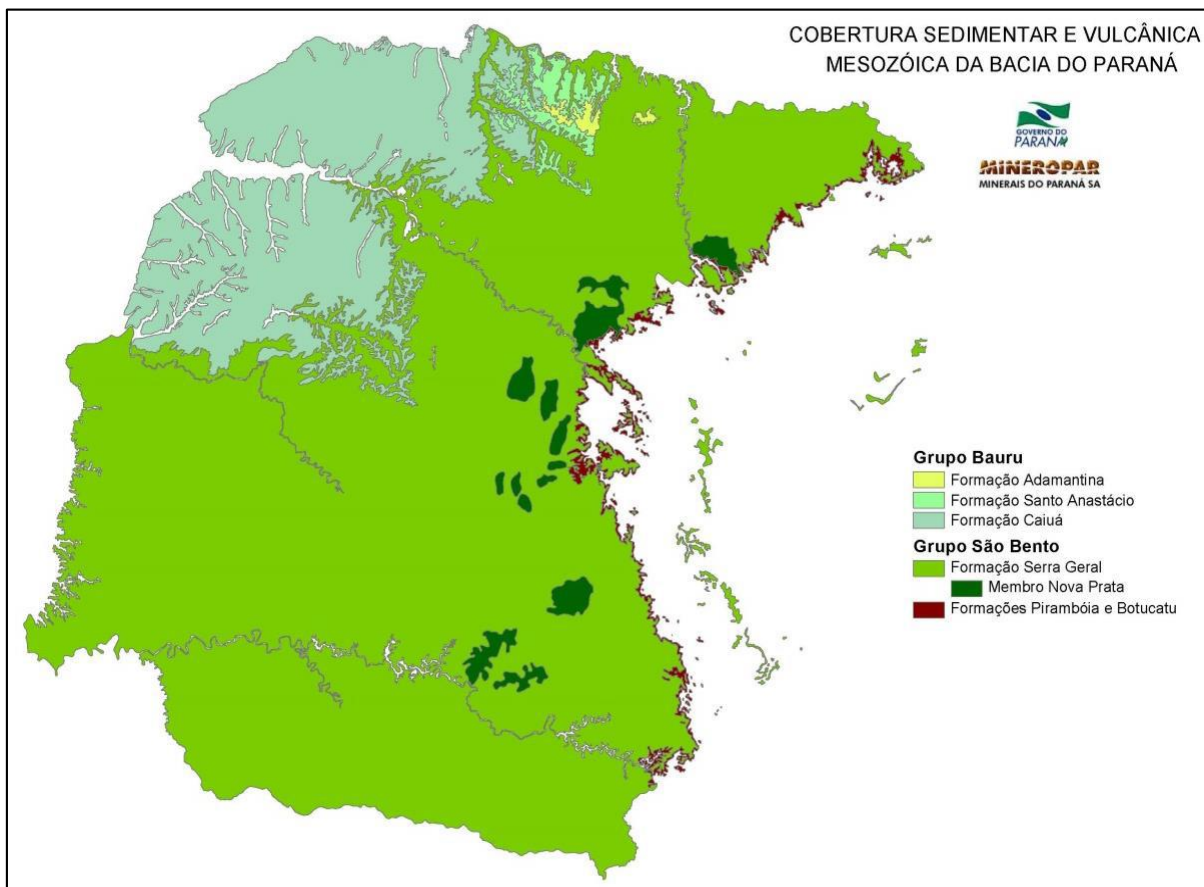 COBERTURA SEDIMENTAR E VULCÂNICA
MESOZÓICA DA BACIA DO PARANÁ
GOVERNO DO
PARANÁ
MINEROPAR
MINERAIS DO PARANÁ SA
Grupo Bauru
Formação Adamantina
Formação Santo Anastácio
Formação Caiuá
Grupo São Bento
Formação Serra Geral
Membro Nova Prata
Formações Pirambóia e Botucatu